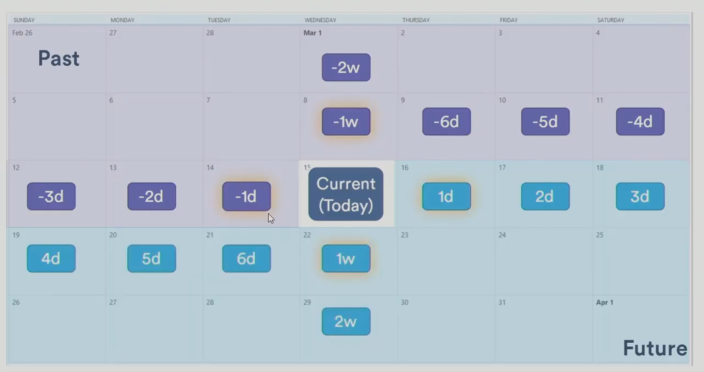 SUNDAY MONDAY TUESDAY WEDNESDAY THURSDAY FRIDAY SATURDAY
Feb 26 27 28 Mar 1 2 3 4
Past -2w
5 6 7 8 9 10 11
-1w -6d -5d -4d
12 13 14 15 16 17 18
-3d -2d -1d Current (Today) 1d 2d 3d
19 20 21 22 23 24 25
4d 5d 6d 1w
26 27 28 29 30 31 Apr 1
2w
Future